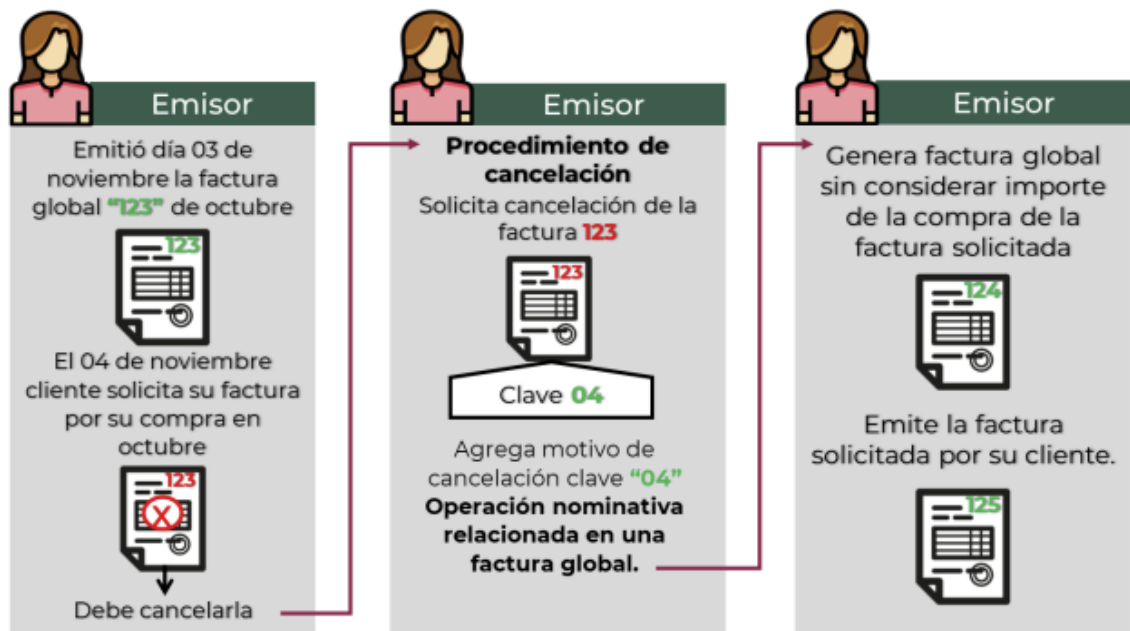 Emisor
Emitió día 03 de
noviembre la factura
global “123” de octubre
123
El 04 de noviembre
cliente solicita su factura
por su compra en
octubre
123
X
Debe cancelarla
Emisor
Procedimiento de
cancelación
Solicita cancelación de la
factura 123
123
Clave 04
Agrega motivo de
cancelación clave “04”
Operación nominativa
relacionada en una
factura global.
Emisor
Genera factura global
sin considerar importe
de la compra de la
factura solicitada
124
Emite la factura
solicitada por su cliente.
125